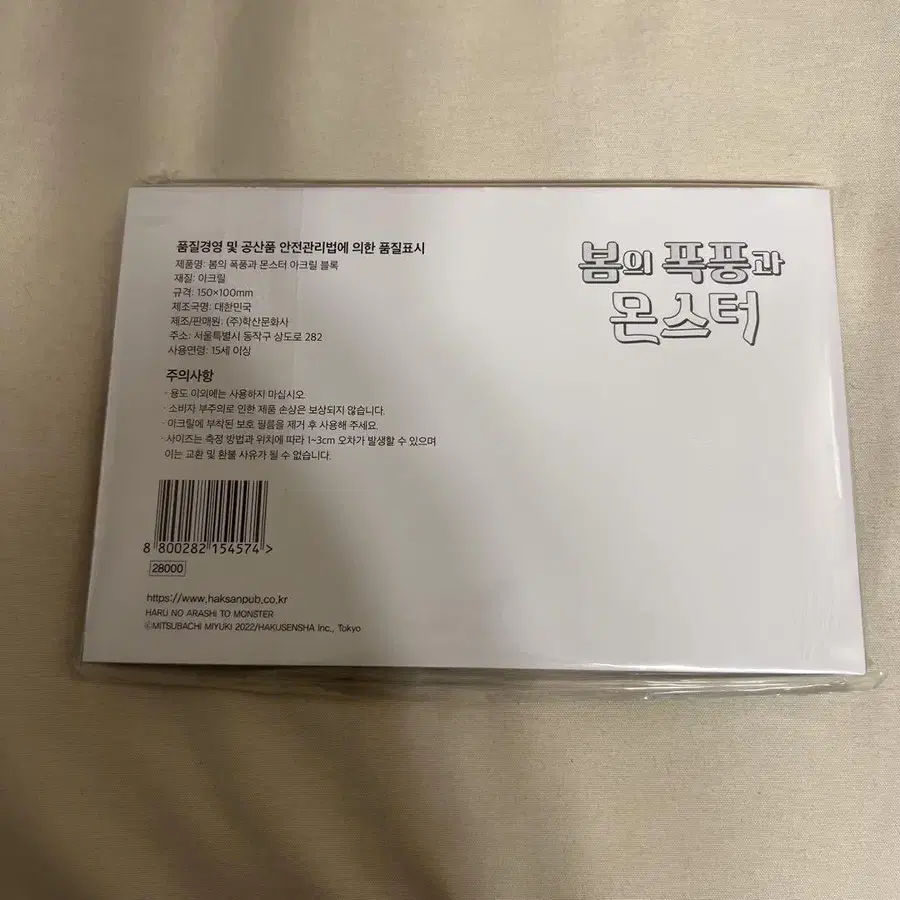 품질경영 및 공산품 안전관리법에 의한 품질표시
제품명: 봄의 폭풍과 몬스터 아크릴 블록
재질: 아크릴
규격: 150×100mm
제조국명: 대한민국
제조/판매원: (주)학산문화사
주소: 서울특별시 동작구 상도로 282
사용연령: 15세 이상
주의사항
· 용도 이외에는 사용하지 마십시오.
· 소비자 부주의로 인한 제품 손상은 보상되지 않습니다.
· 아크릴에 부착된 보호 필름을 제거 후 사용해 주세요.
· 사이즈는 측정 방법과 위치에 따라 1~3cm 오차가 발생할 수 있으며
이는 교환 및 환불 사유가 될 수 없습니다.
8 800282 154574 >
28000
https://www.haksanpub.co.kr
HARU NO ARASHI TO MONSTER
©MITSUBACHI MIYUKI 2022/HAKUSENSHA Inc., Tokyo
봄의 폭풍과
몬스터